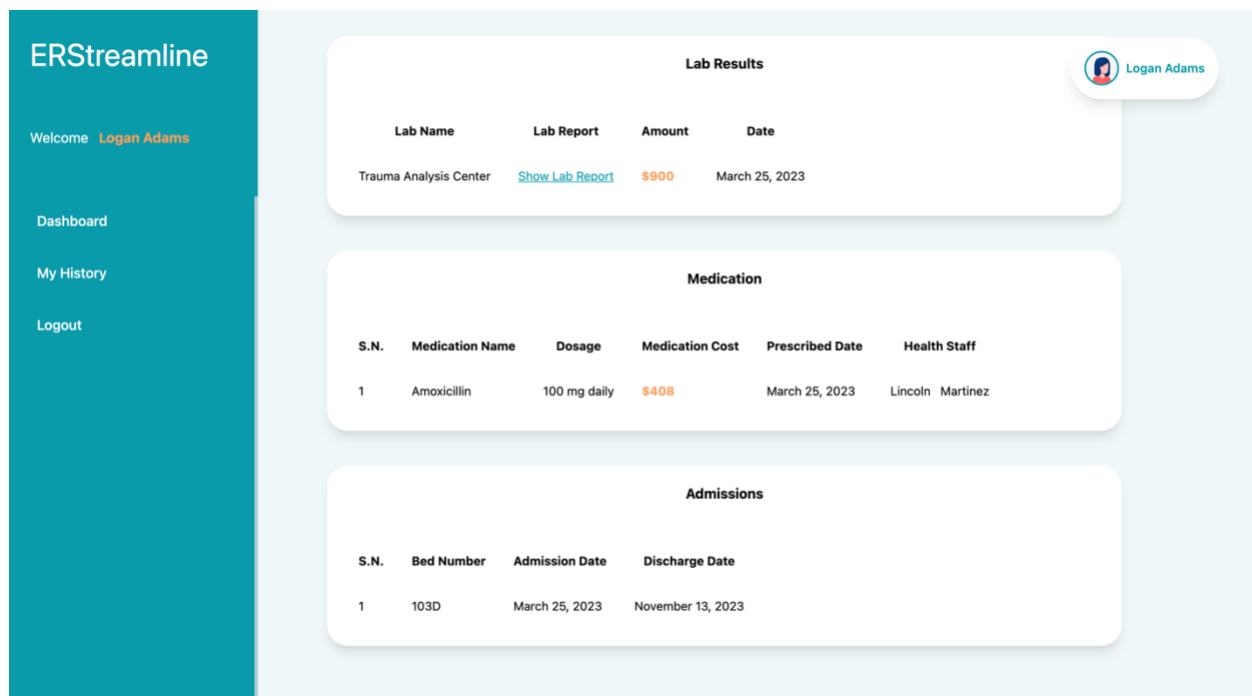 ERStreamline
Welcome Logan Adams
Dashboard
My History
Logout
Logan Adams
Lab Results
Lab Name Lab Report Amount Date
Trauma Analysis Center Show Lab Report $900 March 25, 2023
Medication
S.N. Medication Name Dosage Medication Cost Prescribed Date Health Staff
1 Amoxicillin 100 mg daily $408 March 25, 2023 Lincoln Martinez
Admissions
S.N. Bed Number Admission Date Discharge Date
1 103D March 25, 2023 November 13, 2023